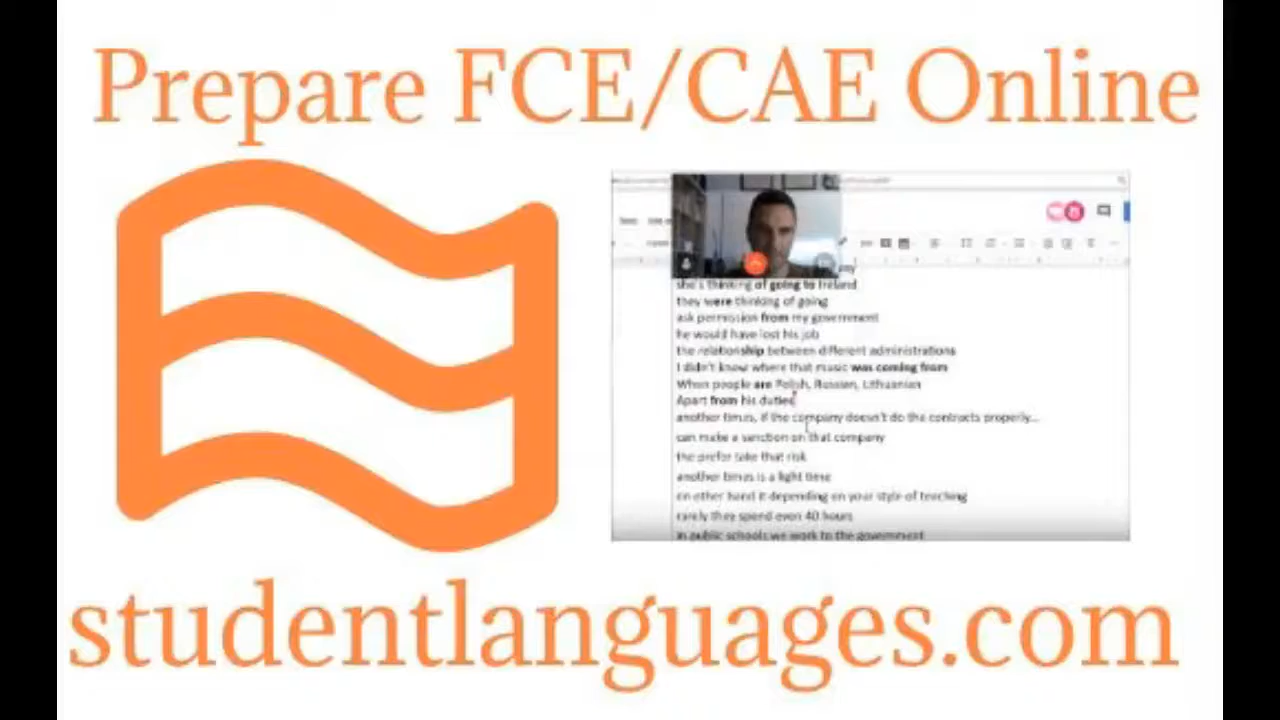 Prepare FCE/CAE Online
she's thinking of going to Ireland
they were thinking of going
ask permission from my government
he would have lost his job
the relationship between different administrations
I didn't know where that music was coming from
When people are Polish, Russian, Lithuanian
Apart from his duties
another times, if the company doesn't do the contracts properly...
can make a sanction on that company
the prefer take that risk
another times is a light time
on other hand it depending on your style of teaching
rarely they spend even 40 hours
in public schools we work to the government
studentlanguages.com